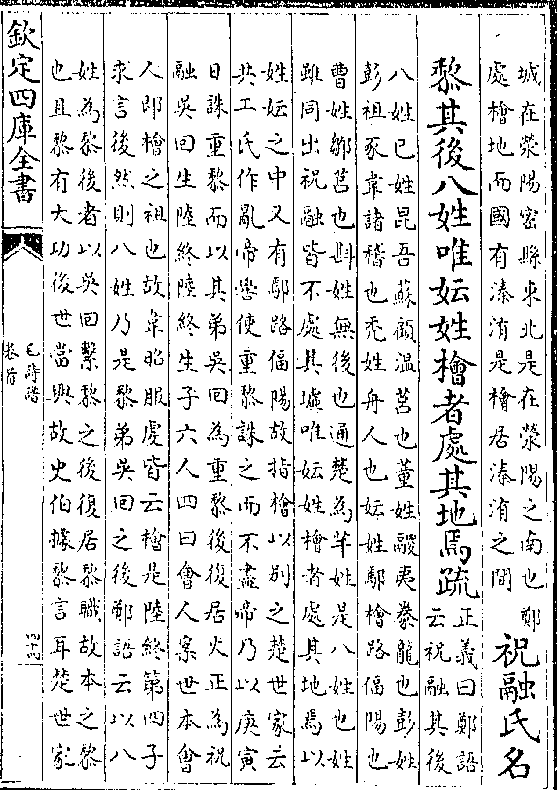 城在滎陽密縣東北是在滎陽之南也鄭
處檜地而國有溱洧是檜居溱洧之間
祝融氏名
黎其後八姓唯妘姓檜者處其地焉疏
正義曰鄭語
云祝融其後
八姓已姓昆吾蘇顧溫莒也董姓鬷夷豢龍也彭姓
彭祖豕韋諸稽也禿姓舟人也妘姓鄢檜路偪陽也
曹姓鄒莒也斟姓無後也通楚為羋姓是八姓也姓
雖同出祝融皆不處其墟唯妘姓檜者處其地焉以
姓妘之中又有鄢路偪陽故指檜以別之楚世家云
共工氏作亂帝嚳使重黎誅之而不盡帝乃以庚寅
日誅重黎而以其弟吳回為重黎後復居火正為祝
融吳回生陸終陸終生子六人四曰會人案世本會
人即檜之祖也故韋昭服虔皆云檜是陸終第四子
求言後然則八姓乃是黎弟吳回之後鄭語云以八
姓為黎後者以吳回繫黎之後復居黎職故本之黎
也且黎有大功後世當興故史伯據黎言耳楚世家
欽定四庫全書
毛詩譜
卷首